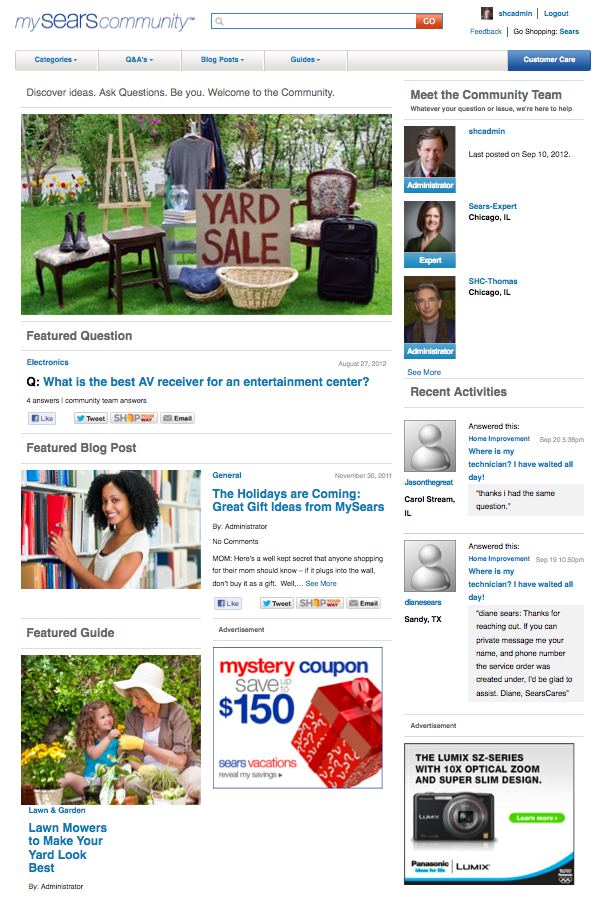 mySearscommunity™
GO
shcadmin | Logout
Feedback | Go Shopping: Sears
Categories
Q&A's
Blog Posts
Guides
Customer Care
Discover ideas. Ask Questions. Be you. Welcome to the Community.
YARD
SALE
Featured Question
Electronics
August 27, 2012
Q: What is the best AV receiver for an entertainment center?
4 answers | community team answers
Like
Tweet
SHOP YOUR WAY
Email
Featured Blog Post
General
November 30, 2011
The Holidays are Coming:
Great Gift Ideas from MySears
By: Administrator
No Comments
MOM: Here's a well kept secret that anyone shopping
for their mom should know – if it plugs into the wall,
don't buy it as a gift. Well,... See More
Like
Tweet
SHOP YOUR WAY
Email
Featured Guide
Lawn & Garden
Lawn Mowers
to Make Your
Yard Look
Best
By: Administrator
Advertisement
mystery coupon
save up to
$150
sears vacations
reveal my savings
Meet the Community Team
Whatever your question or issue, we're here to help
shcadmin
Last posted on Sep 10, 2012.
Administrator
Sears-Expert
Chicago, IL
Expert
SHC-Thomas
Chicago, IL
Administrator
See More
Recent Activities
Answered this:
Home Improvement
Sep 20 5:38pm
Where is my
technician? I have waited all
day!
Jasonthegreat
Carol Stream,
IL
"thanks i had the same
question."
Answered this:
Home Improvement
Sep 19 10:50pm
Where is my
technician? I have waited all
day!
dianesears
Sandy, TX
"diane sears: Thanks for
reaching out. If you can
private message me your
name, and phone number
the service order was
created under, I'd be glad to
assist. Diane, SearsCares"
Advertisement
THE LUMIX SZ-SERIES
WITH 10X OPTICAL ZOOM
AND SUPER SLIM DESIGN.
LUMIX
Learn more
Panasonic
ideas for life
LUMIX